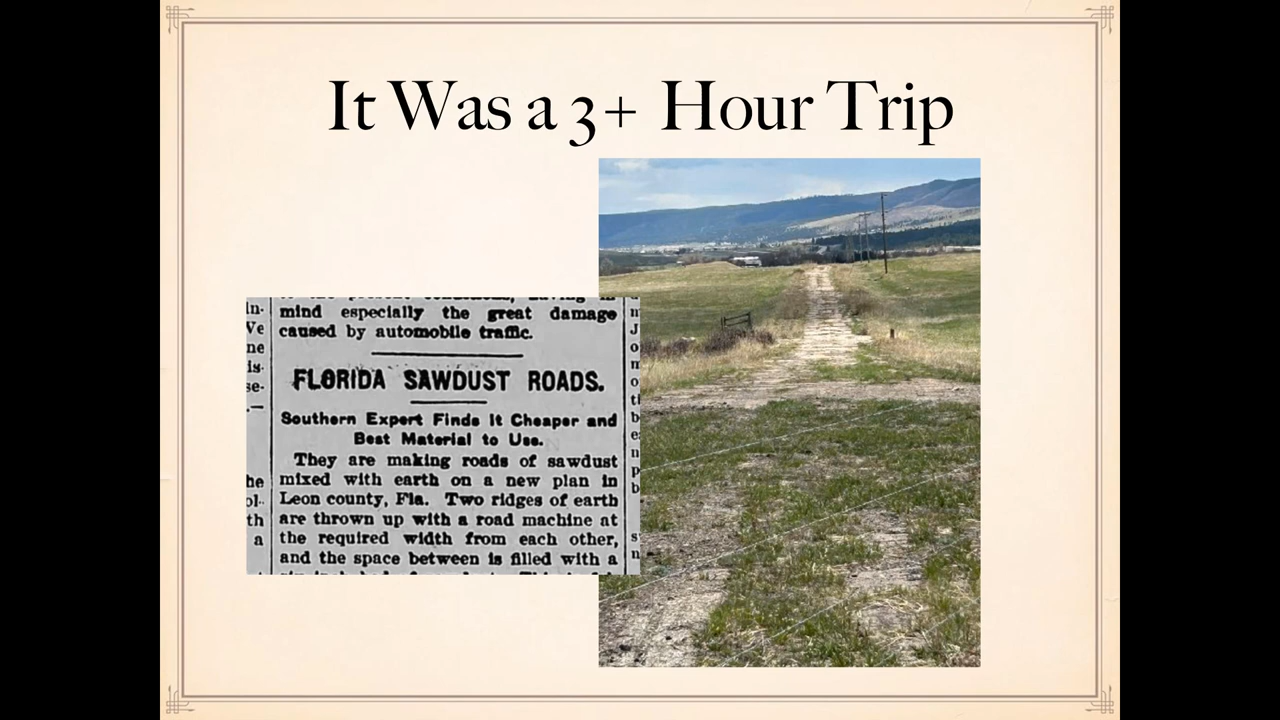 It Was a 3+ Hour Trip
mind especially the great damage
caused by automobile traffic.
FLORIDA SAWDUST ROADS.
Southern Expert Finds It Cheaper and
Best Material to Use.
They are making roads of sawdust
mixed with earth on a new plan in
Leon county, Fla. Two ridges of earth
are thrown up with a road machine at
the required width from each other,
and the space between is filled with a